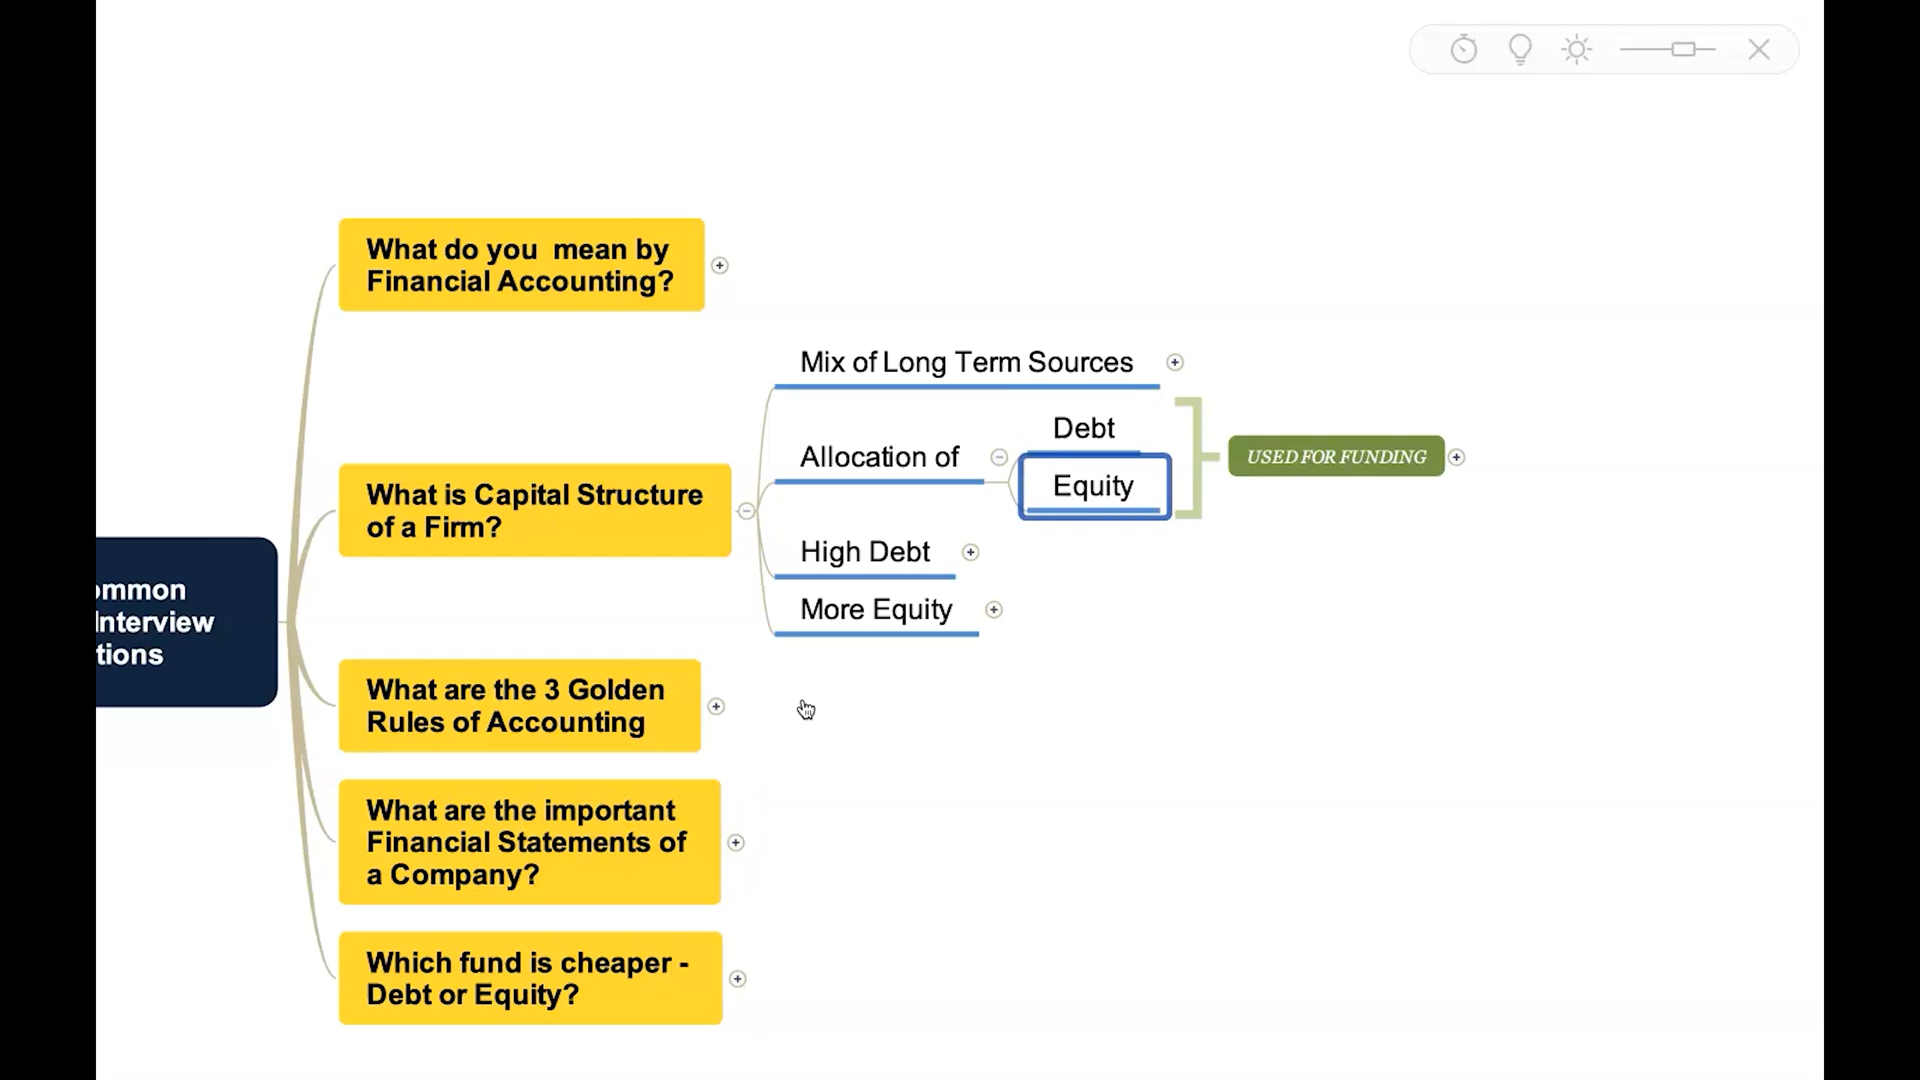 What do you  mean by
Financial Accounting?
Mix of Long Term Sources
Debt
Allocation of
USED FOR FUNDING
Equity
What is Capital Structure
of a Firm?
High Debt
More Equity
Interview
What are the 3 Golden
Rules of Accounting
What are the important
Financial Statements of
a Company?
Which fund is cheaper -
Debt or Equity?